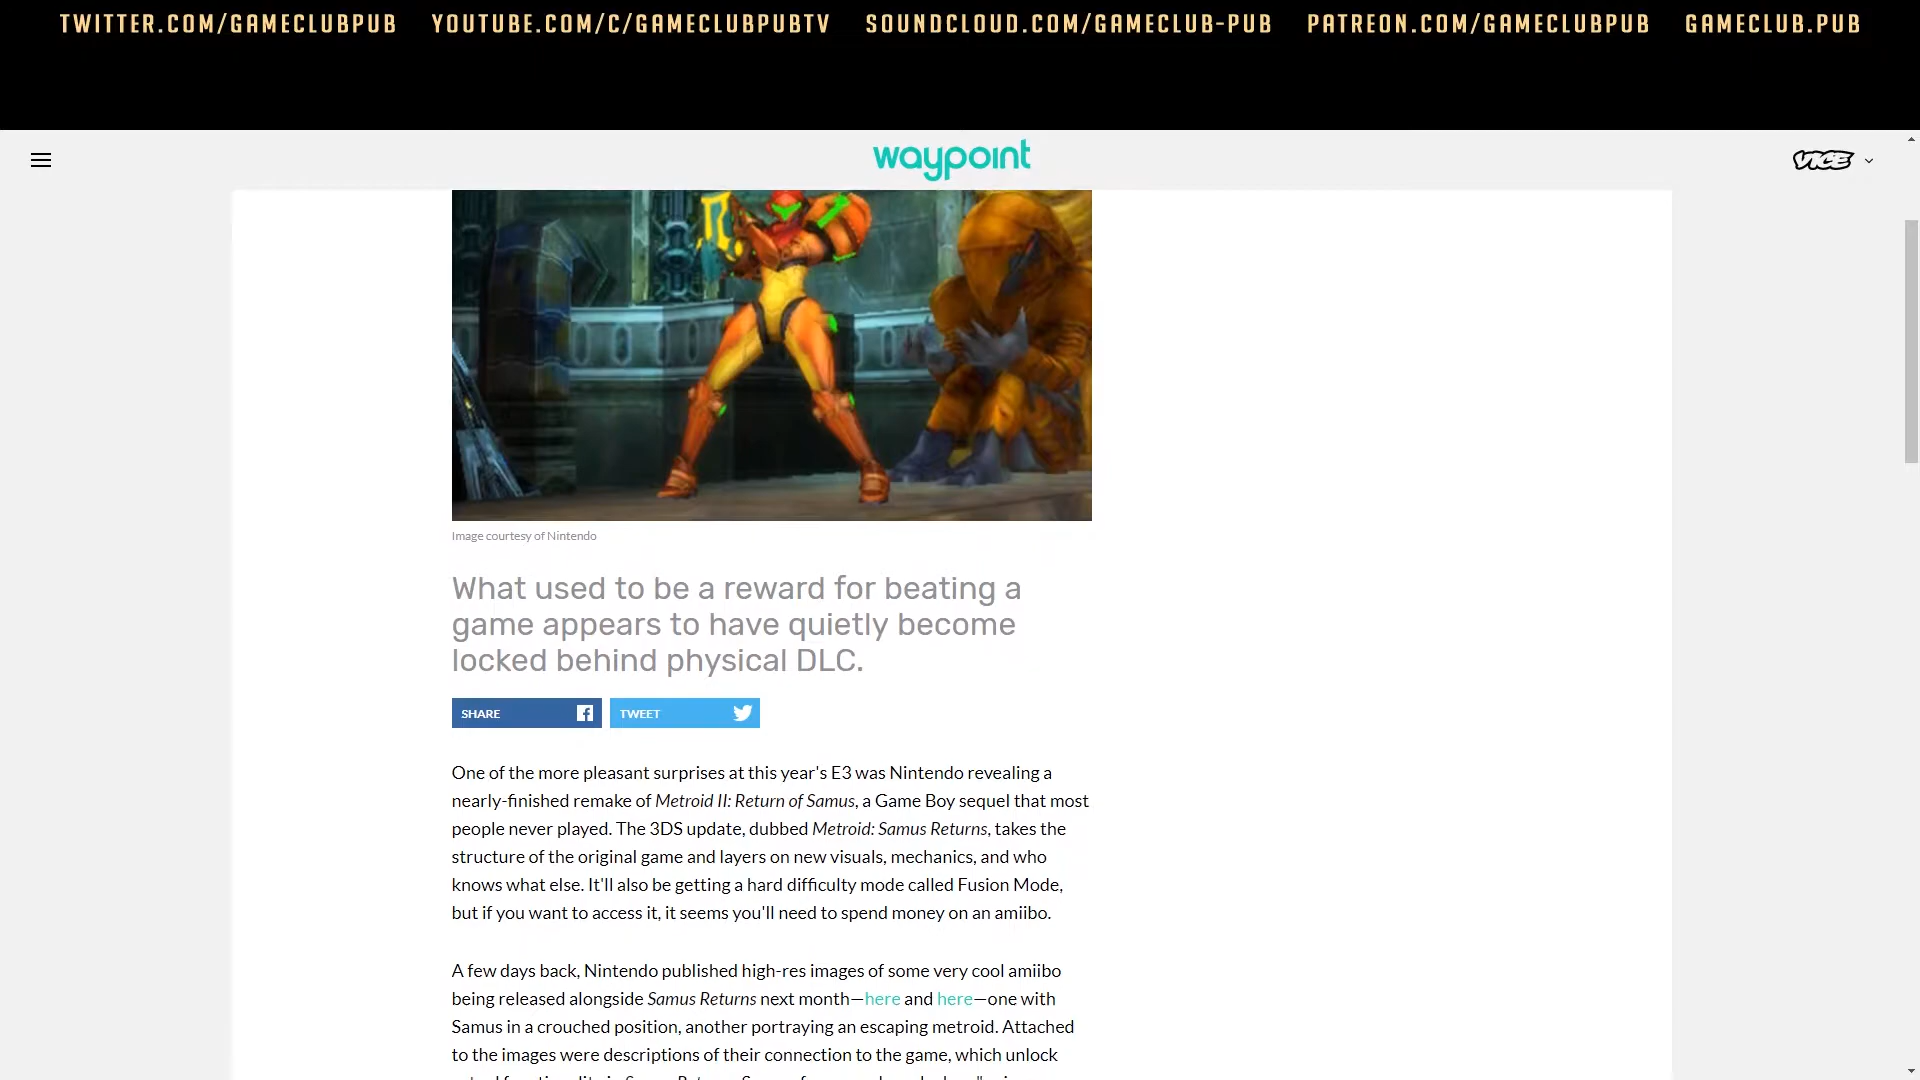 TWITTER.COM/GAMECLUBPUB YOUTUBE.COM/C/GAMECLUBPUBTV SOUNDCLOUD.COM/GAMECLUB-PUB PATREON.COM/GAMECLUBPUB GAMECLUB.PUB
waypoint VICE
Image courtesy of Nintendo
What used to be a reward for beating a
game appears to have quietly become
locked behind physical DLC.
SHARE TWEET
One of the more pleasant surprises at this year's E3 was Nintendo revealing a
nearly-finished remake of Metroid II: Return of Samus, a Game Boy sequel that most
people never played. The 3DS update, dubbed Metroid: Samus Returns, takes the
structure of the original game and layers on new visuals, mechanics, and who
knows what else. It'll also be getting a hard difficulty mode called Fusion Mode,
but if you want to access it, it seems you'll need to spend money on an amiibo.
A few days back, Nintendo published high-res images of some very cool amiibo
being released alongside Samus Returns next month—here and here—one with
Samus in a crouched position, another portraying an escaping metroid. Attached
to the images were descriptions of their connection to the game, which unlock